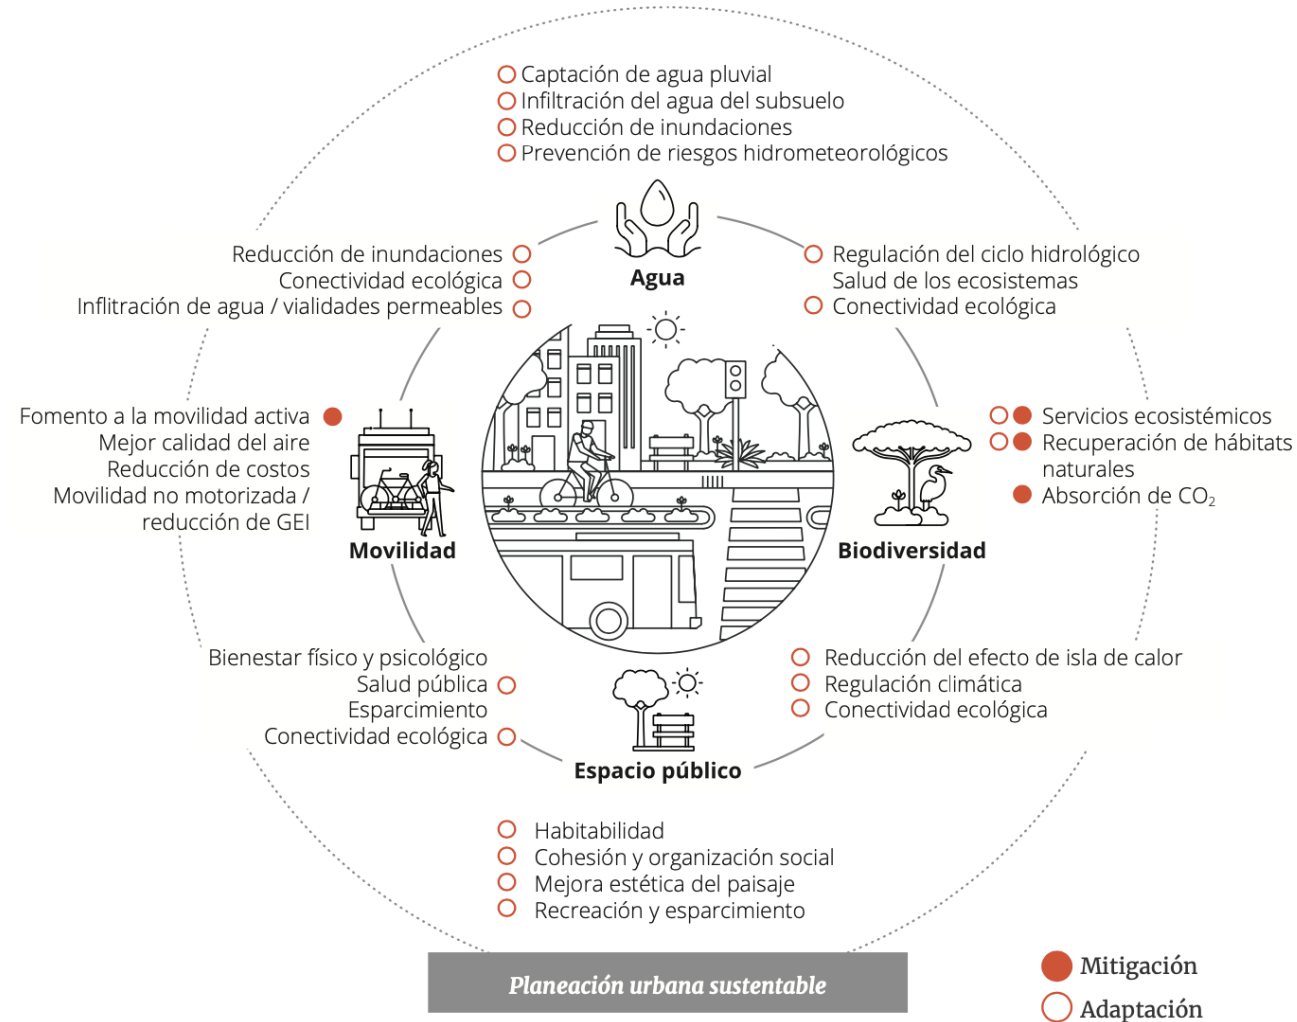 Captación de agua pluvial
Infiltración del agua del subsuelo
Reducción de inundaciones
Prevención de riesgos hidrometeorológicos
Agua
Reducción de inundaciones
Conectividad ecológica
Inflitración de agua / vialidades permeables
Regulación del ciclo hidrológico
Salud de los ecosistemas
Conectividad ecológica
Fomento a la movilidad activa
Mejor calidad del aire
Reducción de costos
Movilidad no motorizada /
reducción de GEI
Movilidad
Biodiversidad
Servicios ecosistémicos
Recuperación de hábitats
naturales
Absorción de CO₂
Bienestar físico y psicológico
Salud pública
Esparcimiento
Conectividad ecológica
Reducción del efecto de isla de calor
Regulación climática
Conectividad ecológica
Espacio público
Habitabilidad
Cohesión y organización social
Mejora estética del paisaje
Recreación y esparcimiento
Planeación urbana sustentable
Mitigación
Adaptación